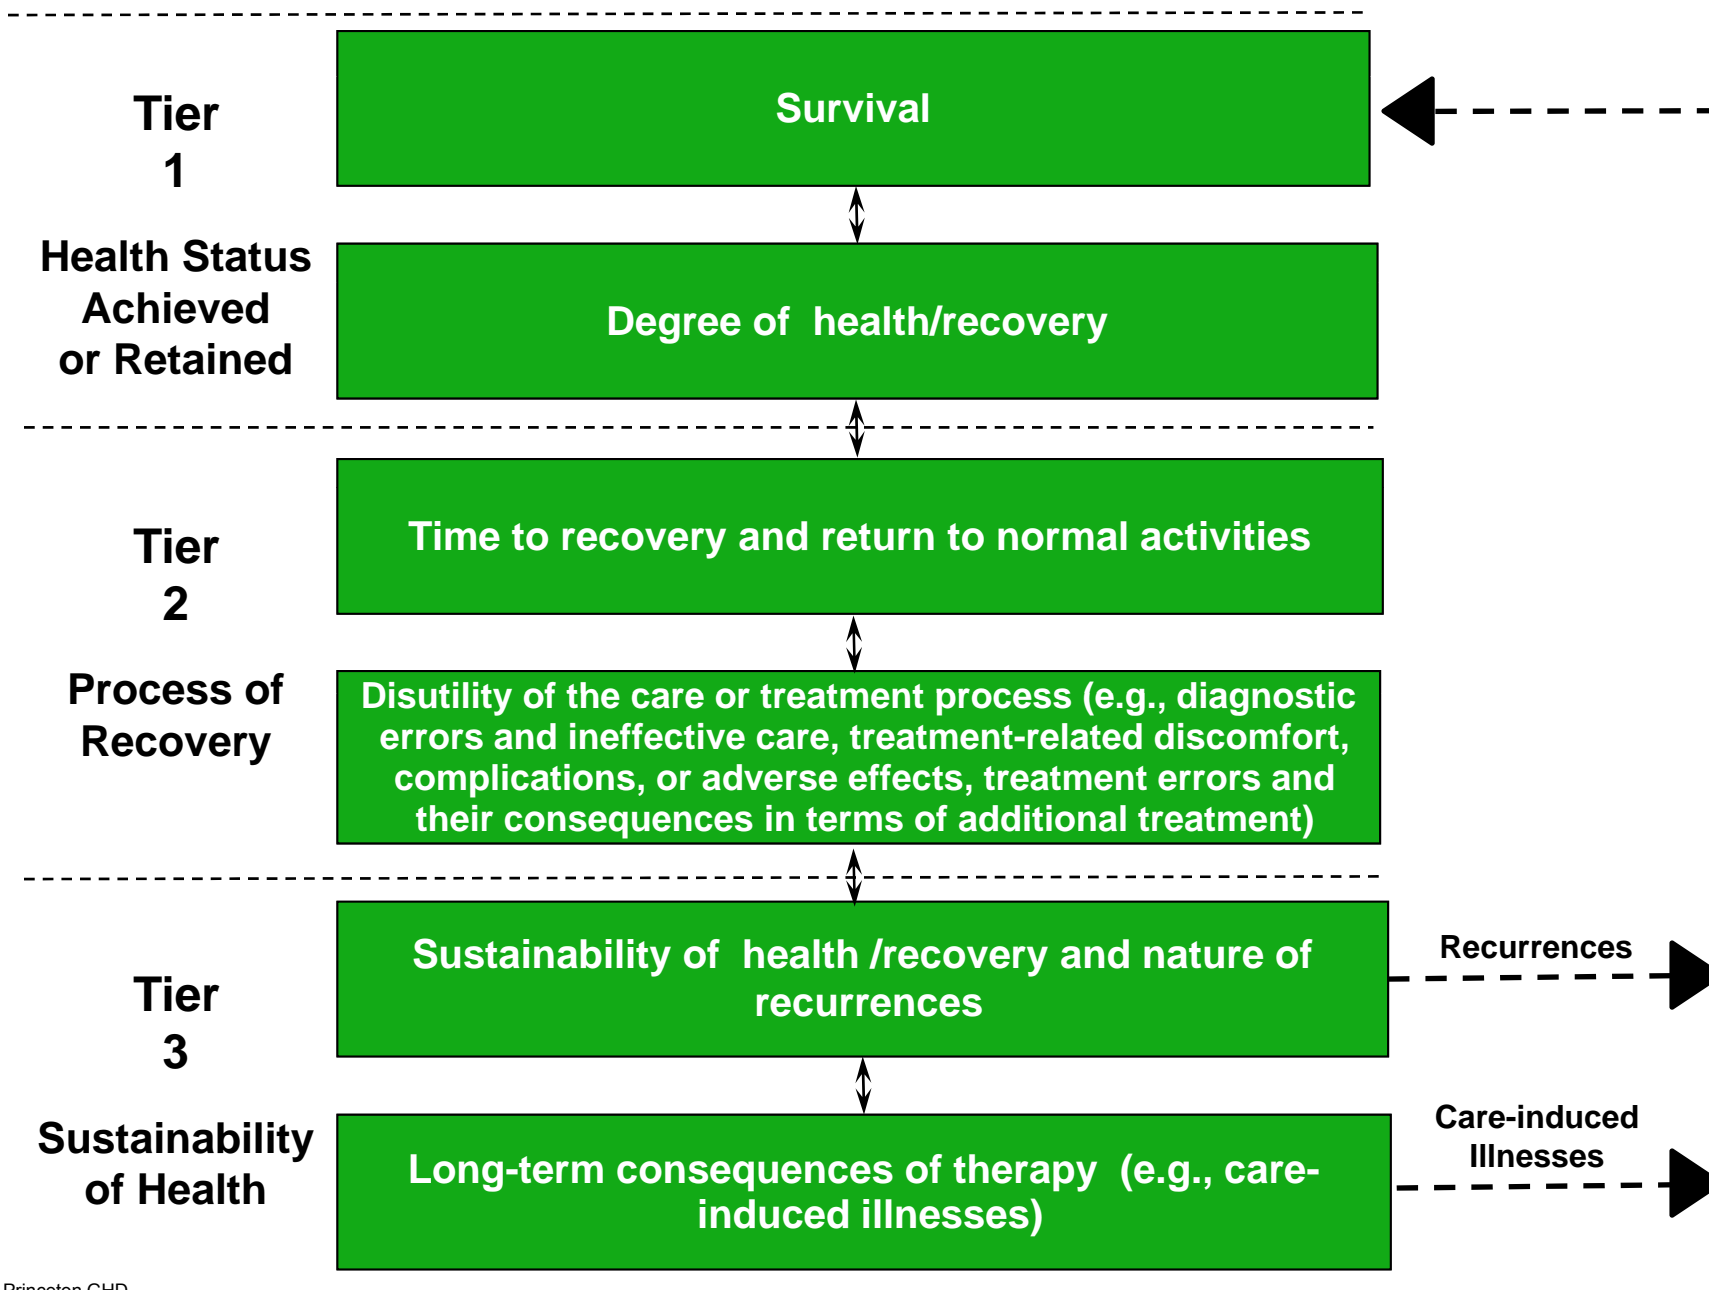 Survival
Tier
1
Health Status
Achieved
or Retained
Degree of health/recovery
Time to recovery and return to normal activities
Tier
2
Process of
Recovery
Disutility of the care or treatment process (e.g., diagnostic
errors and ineffective care, treatment-related discomfort,
complications, or adverse effects, treatment errors and
their consequences in terms of additional treatment)
Sustainability of health /recovery and nature of
recurrences
Recurrences
Tier
3
Sustainability
of Health
Long-term consequences of therapy (e.g., care-
induced illnesses)
Care-induced
Illnesses
Princeton GHD